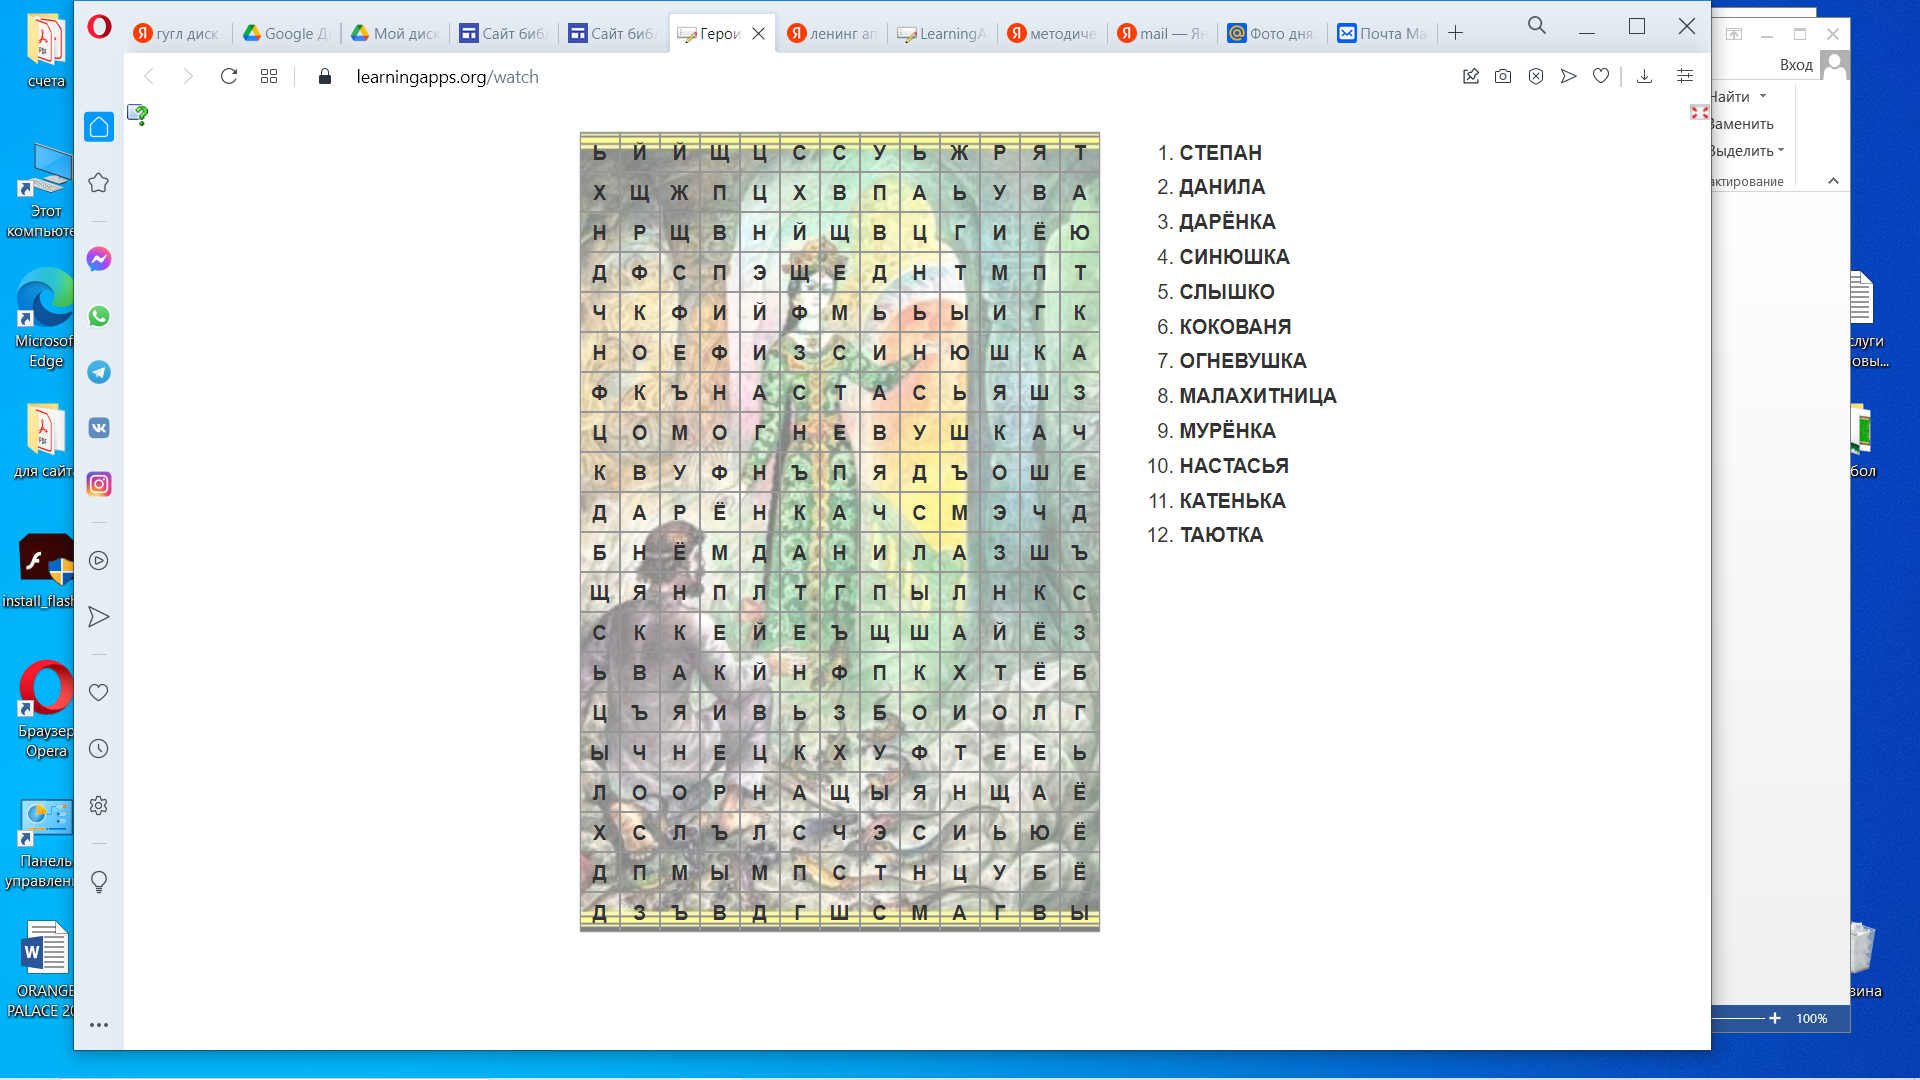 гугл диск
Google Д
Мой диск
Сайт биб
Сайт биб
Герои
ленинг ап
LearningA
методиче
mail — Ян
Фото дня
Почта Ма
learningapps.org/watch
Ь Й Й Щ Ц С С У Ь Ж Р Я Т
Х Щ Ж П Ц Х В П А Ь У В А
Н Р Щ В Н Й Щ В Ц Г И Ё Ю
Д Ф С П Э Щ Е Д Н Т М П Т
Ч К Ф И Й Ф М Ь Ь Ы И Г К
Н О Е Ф И З С И Н Ю Ш К А
Ф К Ъ Н А С Т А С Ь Я Ш З
Ц О М О Г Н Е В У Ш К А Ч
К В У Ф Н Ъ П Я Д Ъ О Ш Е
Д А Р Ё Н К А Ч С М Э Ч Д
Б Н Ё М Д А Н И Л А З Ш Ъ
Щ Я Н П Л Т Г П Ы Л Н К С
С К К Е Й Е Ъ Щ Ш А Й Ё З
Ь В А К Й Н Ф П К Х Т Ё Б
Ц Ъ Я И В Ь З Б О И О Л Г
Ы Ч Н Е Ц К Х У Ф Т Е Е Ь
Л О О Р Н А Щ Ы Я Н Щ А Ё
Х С Л Ъ Л С Ч Э С И Ь Ю Ё
Д П М Ы М П С Т Н Ц У Б Ё
Д З Ъ В Д Г Ш С М А Г В Ы
1. СТЕПАН
2. ДАНИЛА
3. ДАРЁНКА
4. СИНЮШКА
5. СЛЫШКО
6. КОКОВАНЯ
7. ОГНЕВУШКА
8. МАЛАХИТНИЦА
9. МУРЁНКА
10. НАСТАСЬЯ
11. КАТЕНЬКА
12. ТАЮТКА
счета
Этот
компьюте
Microsof
Edge
для сайт
install_flas
Браузер
Opera
Панель
управлен
ORANGE
PALACE 20
Вход
Найти
Заменить
Выделить
актирование
слуги
овы...
бол
зина
100%